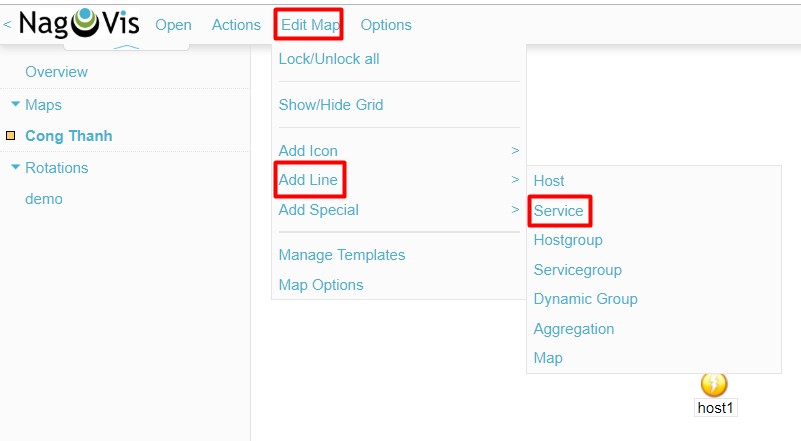 < NagVis Open Actions Edit Map Options
Overview
Maps
Cong Thanh
Rotations
demo
Lock/Unlock all
Show/Hide Grid
Add Icon >
Add Line >
Add Special >
Manage Templates
Map Options
Host
Service
Hostgroup
Servicegroup
Dynamic Group
Aggregation
Map
host1